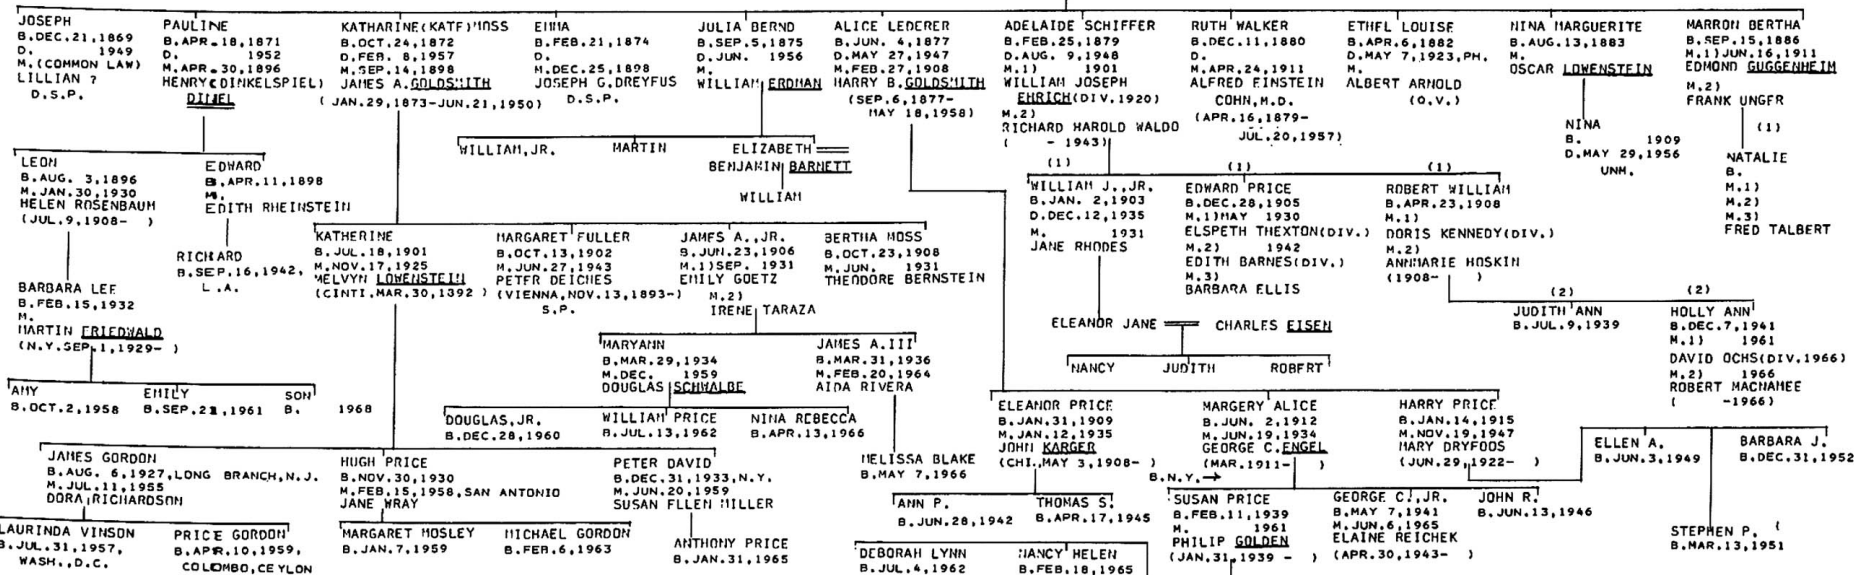 JOSEPH
B.DEC.21,1869
D. 1949
M.(COMMON LAW)
LILLIAN ?
D.S.P.
PAULINE
B.APR.18,1871
D. 1952
M.APR.30,1896
HENRY(DINKELSPIEL)
DINJEL
KATHARINE(KATE)MOSS
B.OCT.24,1872
D.FEB.8,1957
M.SEP.14,1898
JAMES A.GOLDSMITH
(JAN.29,1873-JUN.21,1950)
EMMA
B.FEB.21,1874
D.
M.DEC.25,1898
JOSEPH G.DREYFUS
D.S.P.
JULIA BERND
B.SEP.5,1875
D.JUN. 1956
M.
WILLIAM ERDMAN
ALICE LEDERER
B.JUN. 4,1877
D.MAY 27,1947
M.FEB.27,1908
HARRY B.GOLDSMITH
(SEP.6,1877-
MAY 18,1958)
ADELAIDE SCHIFFER
B.FEB.25,1879
D.AUG. 9,1948
M.1) 1901
WILLIAM JOSEPH
EHRICH(DIV.1920)
M.2)
RICHARD HAROLD WALDO
( - 1943)
RUTH WALKER
B.DEC.11,1880
D.
M.APR.24,1911
ALFRED EINSTEIN
COHN,M.D.
(APR.16,1879-
JUL.20,1957)
ETHEL LOUISE
B.APR.6,1882
D.MAY 7,1923,PH.
M.
ALBERT ARNOLD
(Q.V.)
NINA MARGUERITE
B.AUG.13,1883
D.
M.
OSCAR LOWENSTEIN
MARRON BERTHA
B.SEP.15,1886
M.1)JUN.16,1911
EDMOND GUGGENHEIM
M.2)
FRANK UNGER
LEON
B.AUG. 3,1896
M.JAN.30,1930
HELEN ROSENBAUM
(JUL.9,1908- )
EDWARD
B.APR.11,1898
M.
EDITH RHEINSTEIN
WILLIAM,JR.
MARTIN
ELIZABETH
BENJAMIN BARNETT
WILLIAM
(1)
WILLIAM J.,JR.
B.JAN. 2,1903
D.DEC.12,1935
M. 1931
JANE RHODES
(1)
EDWARD PRICE
B.DEC.28,1905
M.1)MAY 1930
ELSPETH THEXTON(DIV.)
M.2) 1942
EDITH BARNES(DIV.)
M.3)
BARBARA ELLIS
(1)
ROBERT WILLIAM
B.APR.23,1908
M.1)
DORIS KENNEDY(DIV.)
M.2)
ANNMARIE HOSKIN
(1908- )
NINA
B. 1909
D.MAY 29,1956
UNM.
(1)
NATALIE
B.
M.1)
M.2)
M.3)
FRED TALBERT
RICHARD
B.SEP.16,1942,
L.A.
KATHERINE
B.JUL.18,1901
M.NOV.17,1925
MELVYN LOWENSTEIN
(CINTI,MAR.30,1892 )
MARGARET FULLER
B.OCT.13,1902
M.JUN.27,1943
PETER DEICHES
(VIENNA,NOV.13,1893-)
S.P.
JAMES A.,JR.
B.JUN.23,1906
M.1)SEP. 1931
EMILY GOETZ
M.2)
IRENE TARAZA
BERTHA MOSS
B.OCT.23,1908
M.JUN. 1931
THEODORE BERNSTEIN
BARBARA LEE
B.FEB.15,1932
M.
MARTIN FRIEDWALD
(N.Y.SEP.1,1929- )
ELEANOR JANE
CHARLES EISEN
NANCY
JUDITH
ROBERT
(2)
JUDITH ANN
B.JUL.9,1939
(2)
HOLLY ANN
B.DEC.7,1941
M.1) 1961
DAVID OCHS(DIV.1966)
M.2) 1966
ROBERT MACNAMEE
( -1966)
AMY
B.OCT.2,1958
EMILY
B.SEP.21,1961
SON
B. 1968
MARYANN
B.MAR.29,1934
M.DEC. 1959
DOUGLAS SCHWALBE
JAMES A.III
B.MAR.31,1936
M.FEB.20,1964
AIDA RIVERA
DOUGLAS,JR.
B.DEC.28,1960
WILLIAM PRICE
B.JUL.13,1962
NINA REBECCA
B.APR.13,1966
MELISSA BLAKE
B.MAY 7,1966
ELEANOR PRICE
B.JAN.31,1909
M.JAN.12,1935
JOHN KARGER
(CHI.,MAY 3,1908- )
MARGERY ALICE
B.JUN. 2,1912
M.JUN.19,1934
GEORGE C.ENGEL
(MAR.1911- )
B.N.Y.→
HARRY PRICE
B.JAN.14,1915
M.NOV.19,1947
MARY DRYFOOS
(JUN.29,1922- )
ELLEN A.
B.JUN.3,1949
BARBARA J.
B.DEC.31,1952
STEPHEN P.
B.MAR.13,1951
JAMES GORDON
B.AUG. 6,1927,LONG BRANCH,N.J.
M.JUL.11,1955
DORA RICHARDSON
HUGH PRICE
B.NOV.30,1930
M.FEB.15,1958,SAN ANTONIO
JANE WRAY
PETER DAVID
B.DEC.31,1933,N.Y.
M.JUN.20,1959
SUSAN ELLEN MILLER
ANN P.
B.JUN.28,1942
THOMAS S.
B.APR.17,1945
SUSAN PRICE
B.FEB.11,1939
M. 1961
PHILIP GOLDEN
(JAN.31,1939 - )
GEORGE C.,JR.
B.MAY 7,1941
M.JUN.6,1965
ELAINE REICHEK
(APR.30,1943- )
JOHN R.
B.JUN.13,1946
LAURINDA VINSON
B.JUL.31,1957,
WASH.,D.C.
PRICE GORDON
B.APR.10,1959,
COLOMBO,CEYLON
MARGARET MOSLEY
B.JAN.7,1959
MICHAEL GORDON
B.FEB.6,1963
ANTHONY PRICE
B.JAN.31,1965
DEBORAH LYNN
B.JUL.4,1962
NANCY HELEN
B.FEB.18,1965